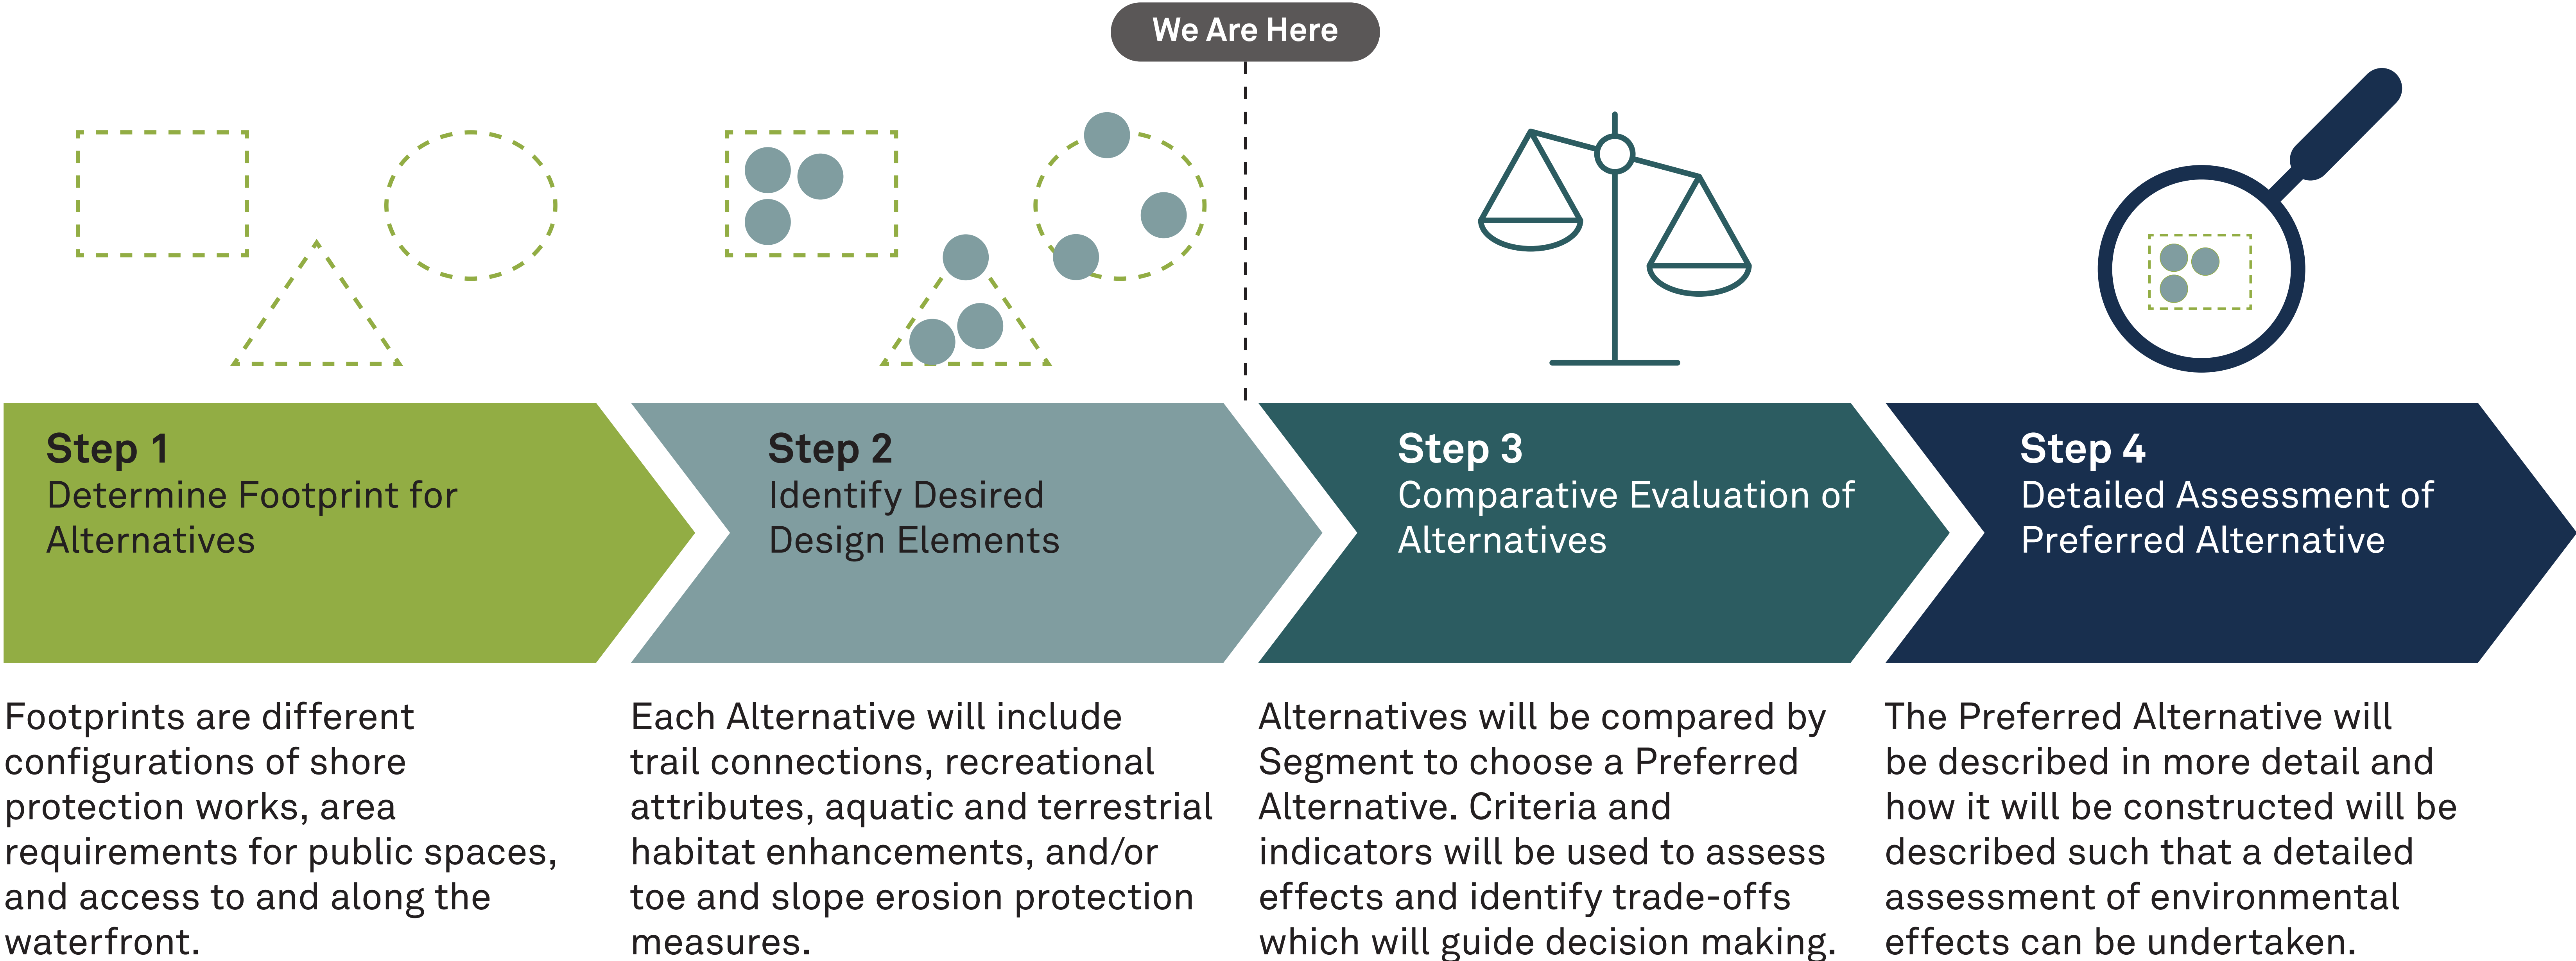 We Are Here
Step 1
Determine Footprint for
Alternatives
Step 2
Identify Desired
Design Elements
Step 3
Comparative Evaluation of
Alternatives
Step 4
Detailed Assessment of
Preferred Alternative
Footprints are different
configurations of shore
protection works, area
requirements for public spaces,
and access to and along the
waterfront.
Each Alternative will include
trail connections, recreational
attributes, aquatic and terrestrial
habitat enhancements, and/or
toe and slope erosion protection
measures.
Alternatives will be compared by
Segment to choose a Preferred
Alternative. Criteria and
indicators will be used to assess
effects and identify trade-offs
which will guide decision making.
The Preferred Alternative will
be described in more detail and
how it will be constructed will be
described such that a detailed
assessment of environmental
effects can be undertaken.